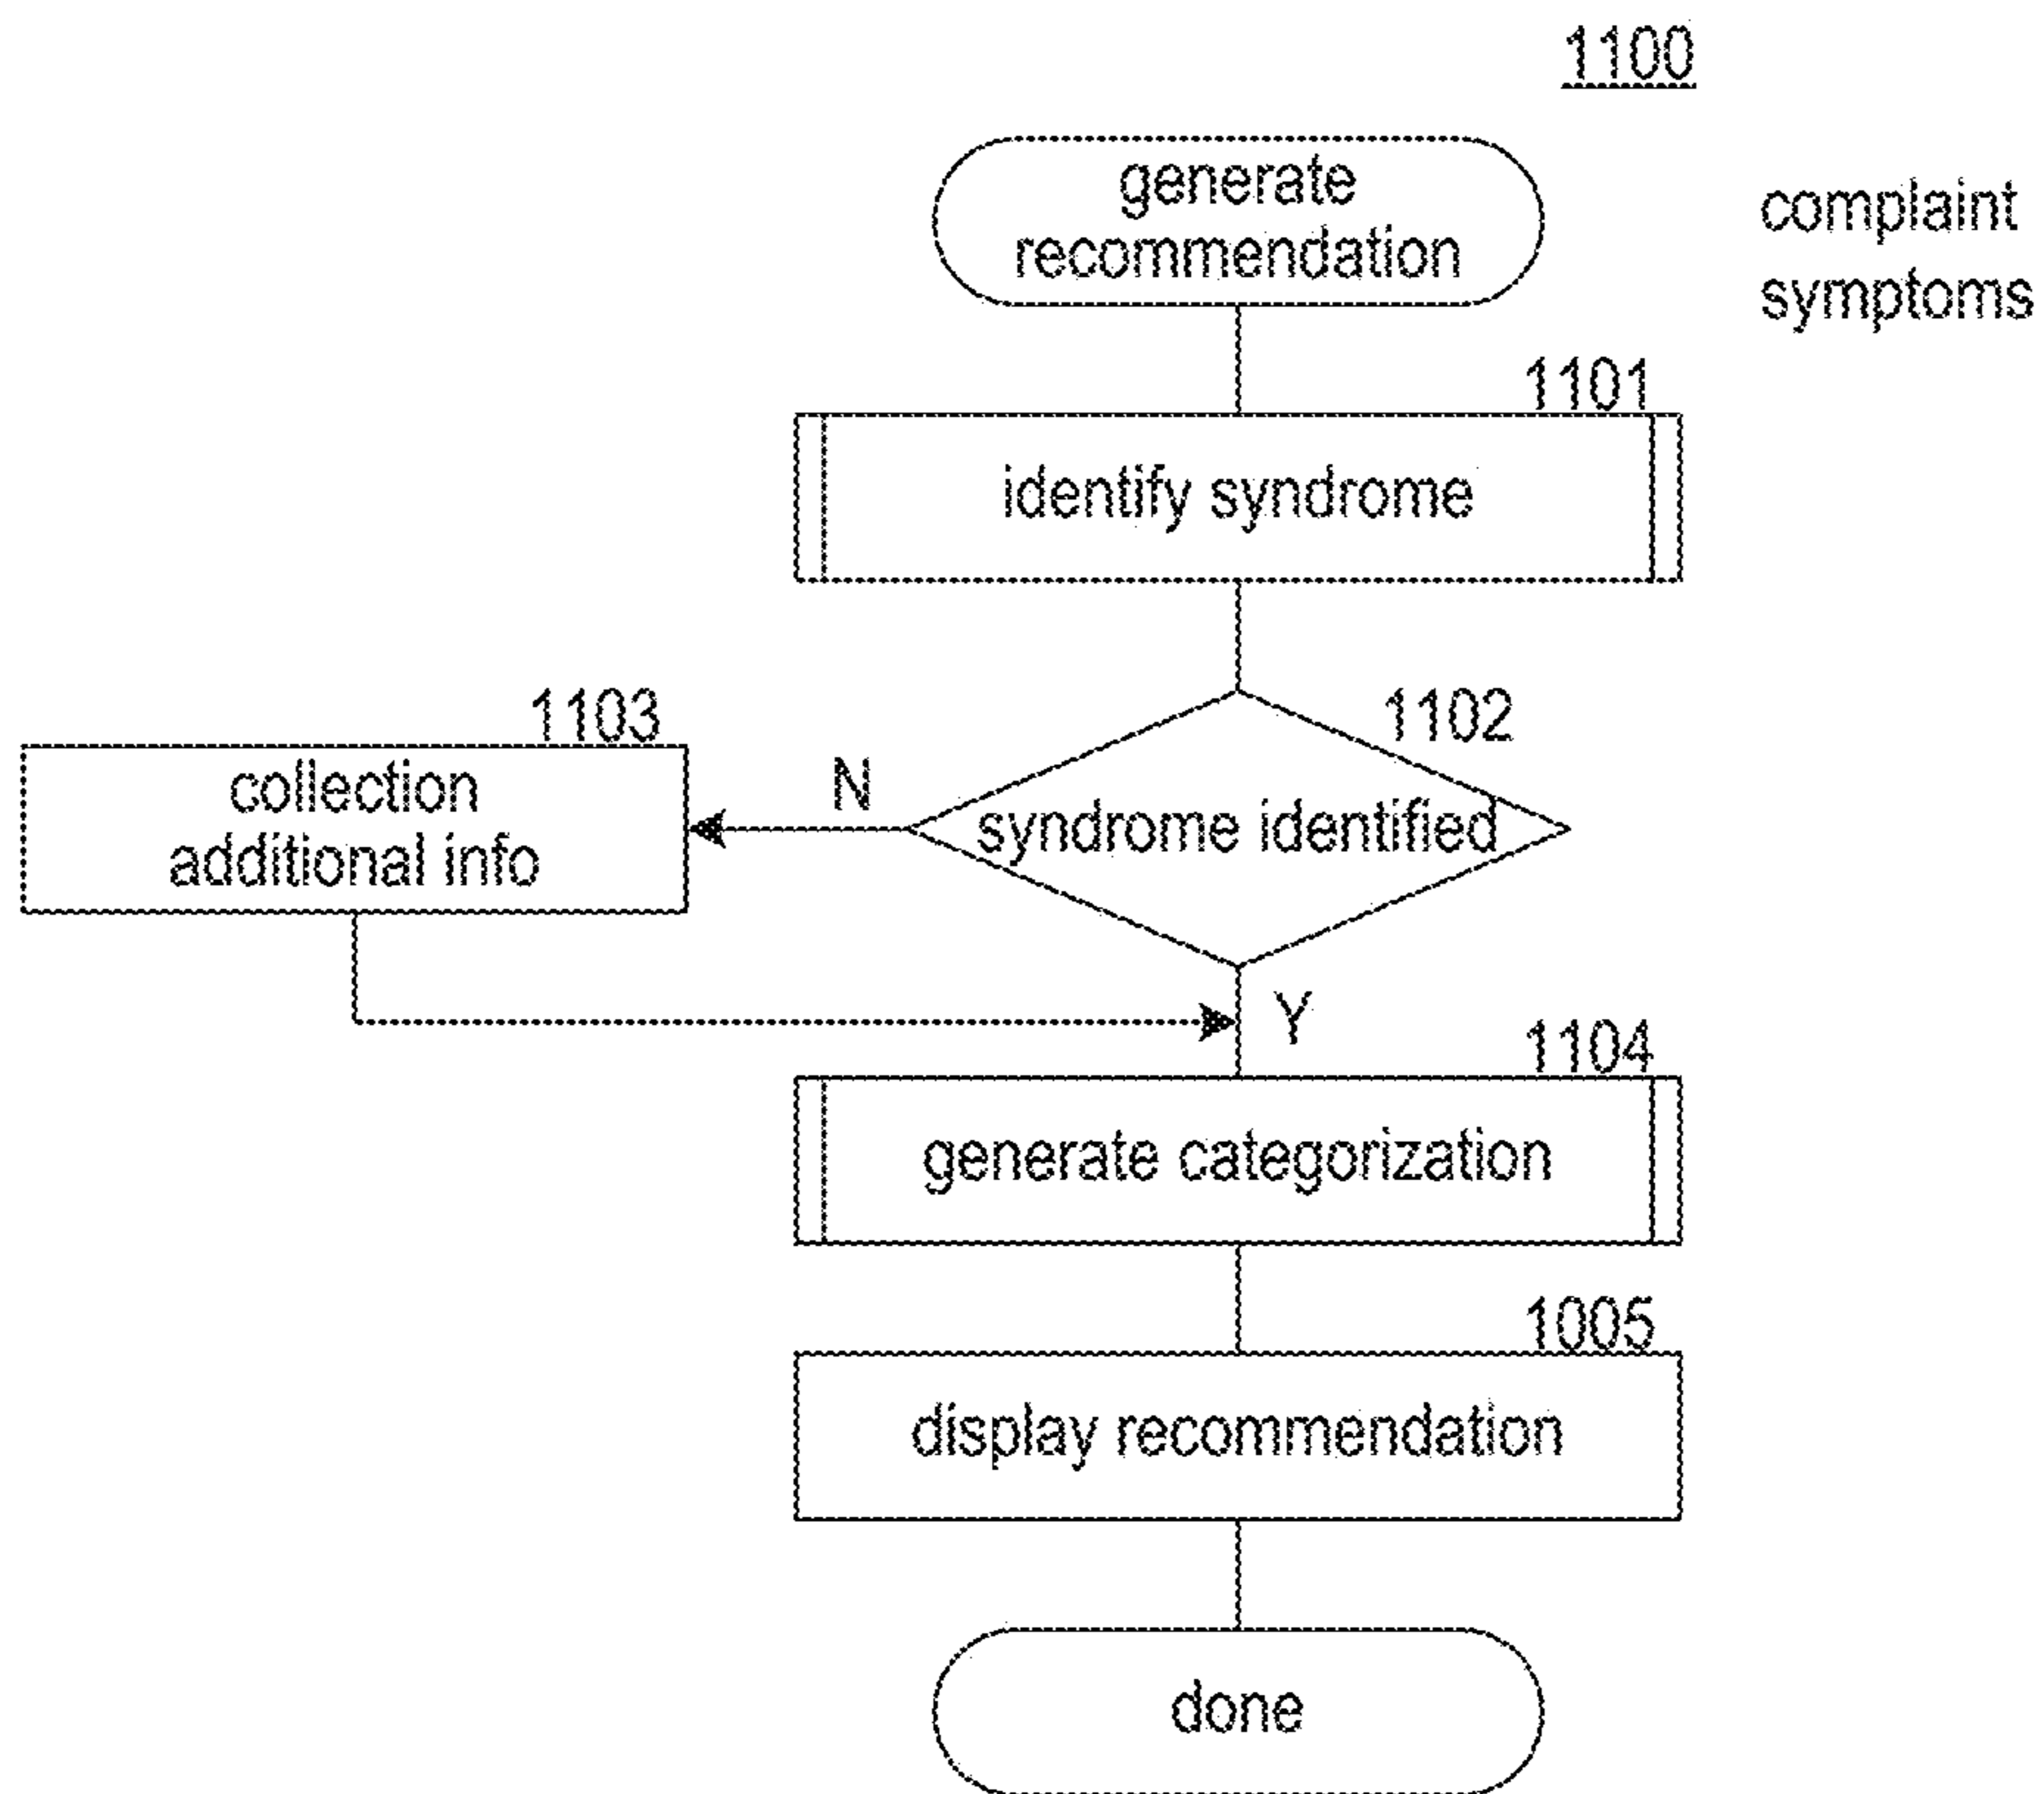 1100
generate
recommendation
complaint
symptoms
1101
identify syndrome
1102
syndrome identified
N
1103
collection
additional info
Y
1104
generate categorization
1005
display recommendation
done